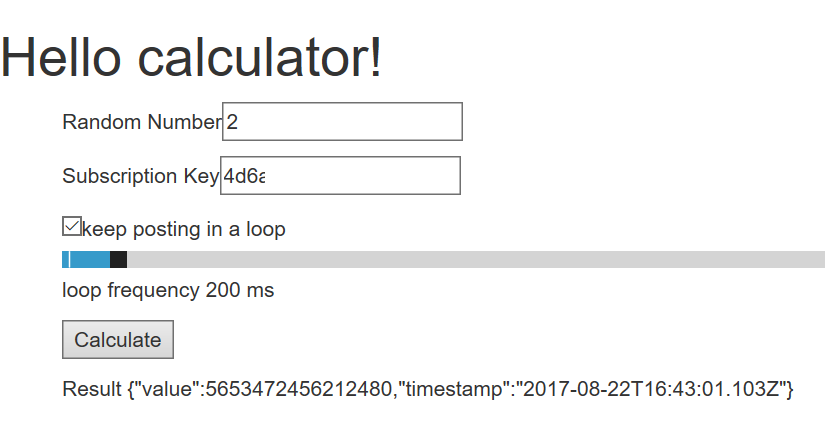 Hello calculator!
Random Number 2
Subscription Key 4d6a
keep posting in a loop
loop frequency 200 ms
Calculate
Result {"value":5653472456212480,"timestamp":"2017-08-22T16:43:01.103Z"}